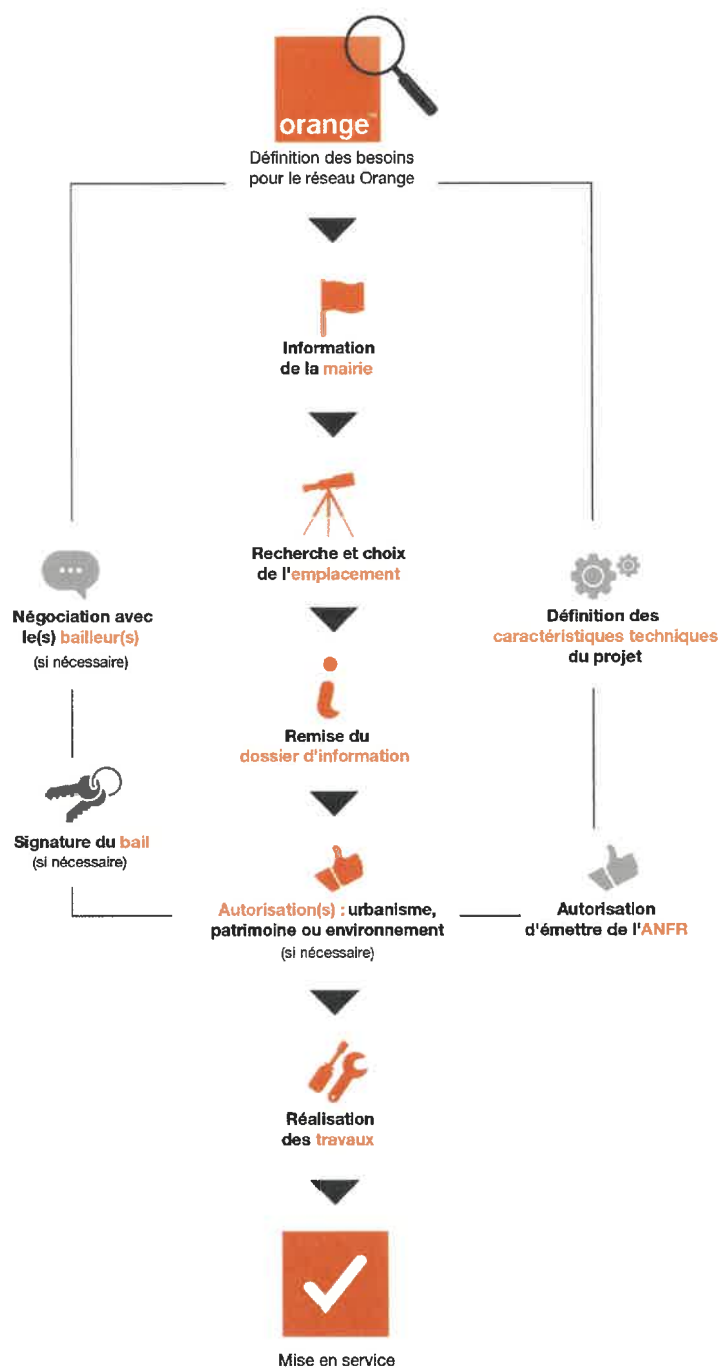 orange™
Définition des besoins
pour le réseau Orange
Information
de la mairie
Recherche et choix
de l'emplacement
Négociation avec
le(s) bailleur(s)
(si nécessaire)
Définition des
caractéristiques techniques
du projet
Remise du
dossier d'information
Signature du bail
(si nécessaire)
Autorisation(s) : urbanisme,
patrimoine ou environnement
(si nécessaire)
Autorisation
d'émettre de l'ANFR
Réalisation
des travaux
Mise en service